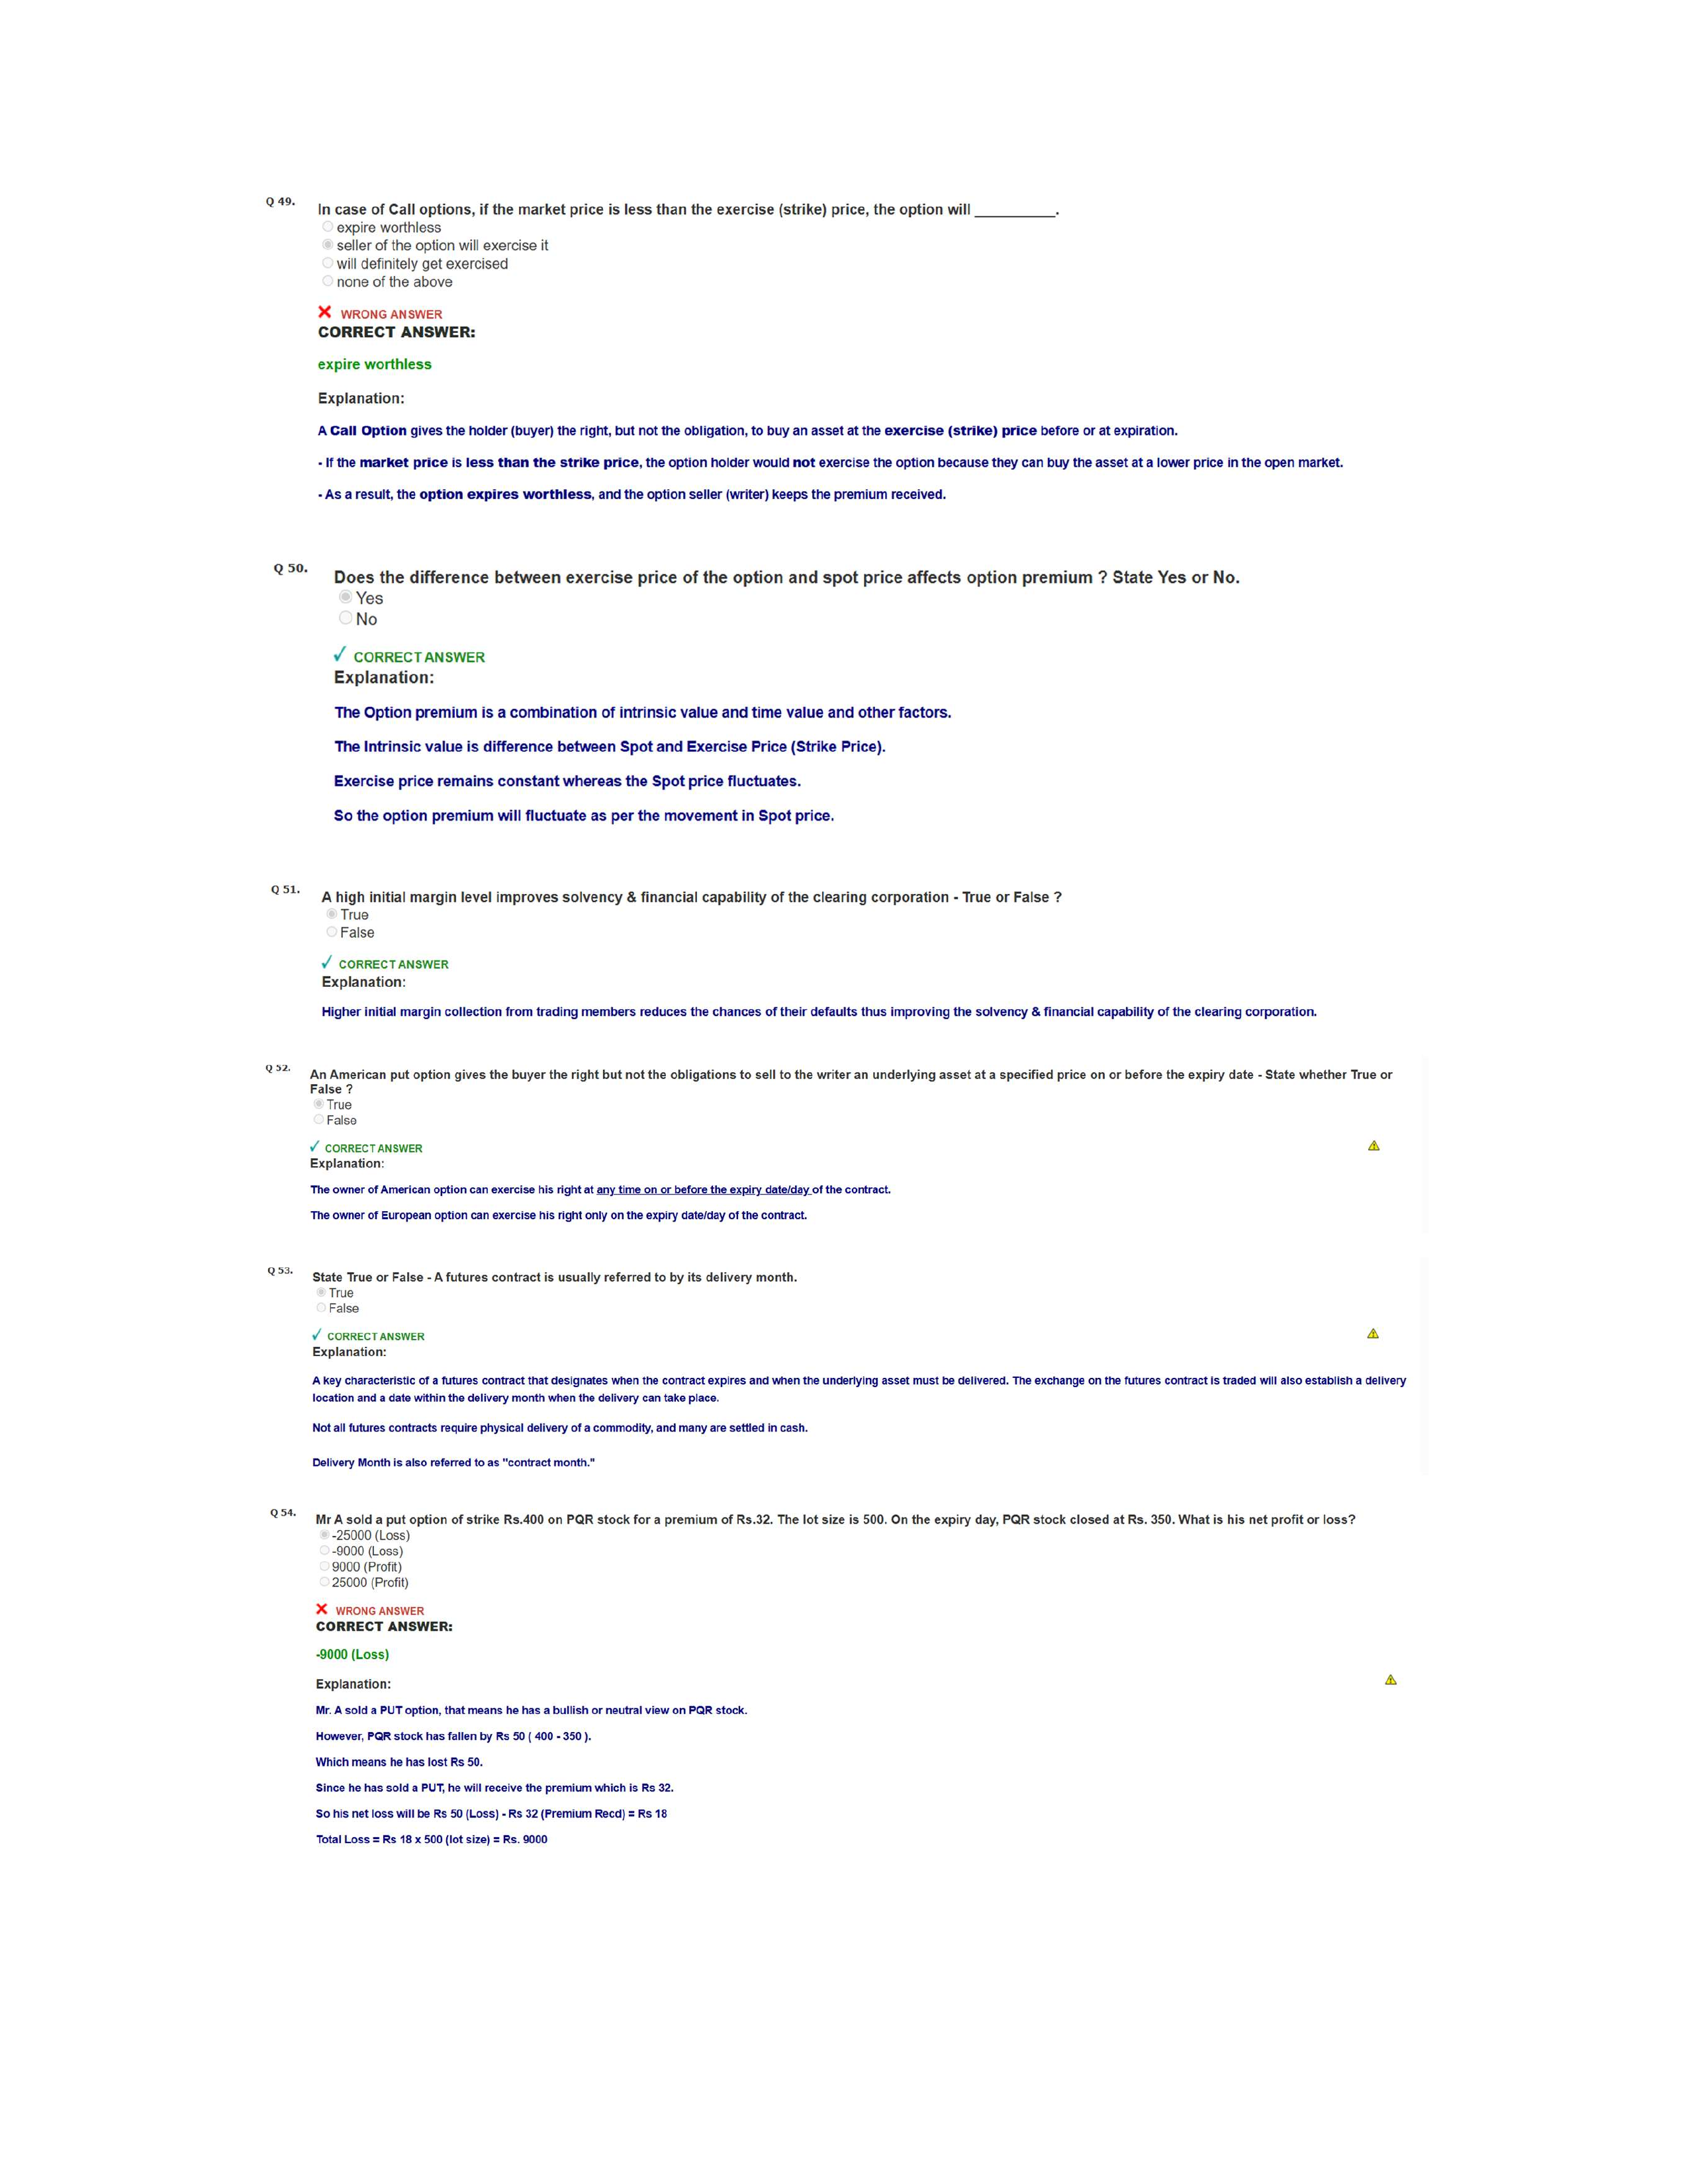 Q 49.
In case of Call options, if the market price is less than the exercise (strike) price, the option will __________.
expire worthless
seller of the option will exercise it
will definitely get exercised
none of the above
WRONG ANSWER
CORRECT ANSWER:
expire worthless
Explanation:
A Call Option gives the holder (buyer) the right, but not the obligation, to buy an asset at the exercise (strike) price before or at expiration.
- If the market price is less than the strike price, the option holder would not exercise the option because they can buy the asset at a lower price in the open market.
- As a result, the option expires worthless, and the option seller (writer) keeps the premium received.
Q 50.
Does the difference between exercise price of the option and spot price affects option premium ? State Yes or No.
Yes
No
CORRECT ANSWER
Explanation:
The Option premium is a combination of intrinsic value and time value and other factors.
The Intrinsic value is difference between Spot and Exercise Price (Strike Price).
Exercise price remains constant whereas the Spot price fluctuates.
So the option premium will fluctuate as per the movement in Spot price.
Q 51.
A high initial margin level improves solvency & financial capability of the clearing corporation - True or False ?
True
False
CORRECT ANSWER
Explanation:
Higher initial margin collection from trading members reduces the chances of their defaults thus improving the solvency & financial capability of the clearing corporation.
Q 52.
An American put option gives the buyer the right but not the obligations to sell to the writer an underlying asset at a specified price on or before the expiry date - State whether True or
False ?
True
False
CORRECT ANSWER
Explanation:
The owner of American option can exercise his right at any time on or before the expiry date/day of the contract.
The owner of European option can exercise his right only on the expiry date/day of the contract.
Q 53.
State True or False - A futures contract is usually referred to by its delivery month.
True
False
CORRECT ANSWER
Explanation:
A key characteristic of a futures contract that designates when the contract expires and when the underlying asset must be delivered. The exchange on the futures contract is traded will also establish a delivery
location and a date within the delivery month when the delivery can take place.
Not all futures contracts require physical delivery of a commodity, and many are settled in cash.
Delivery Month is also referred to as "contract month."
Q 54.
Mr A sold a put option of strike Rs.400 on PQR stock for a premium of Rs.32. The lot size is 500. On the expiry day, PQR stock closed at Rs. 350. What is his net profit or loss?
-25000 (Loss)
-9000 (Loss)
9000 (Profit)
25000 (Profit)
WRONG ANSWER
CORRECT ANSWER:
-9000 (Loss)
Explanation:
Mr. A sold a PUT option, that means he has a bullish or neutral view on PQR stock.
However, PQR stock has fallen by Rs 50 ( 400 - 350 ).
Which means he has lost Rs 50.
Since he has sold a PUT, he will receive the premium which is Rs 32.
So his net loss will be Rs 50 (Loss) - Rs 32 (Premium Recd) = Rs 18
Total Loss = Rs 18 x 500 (lot size) = Rs. 9000